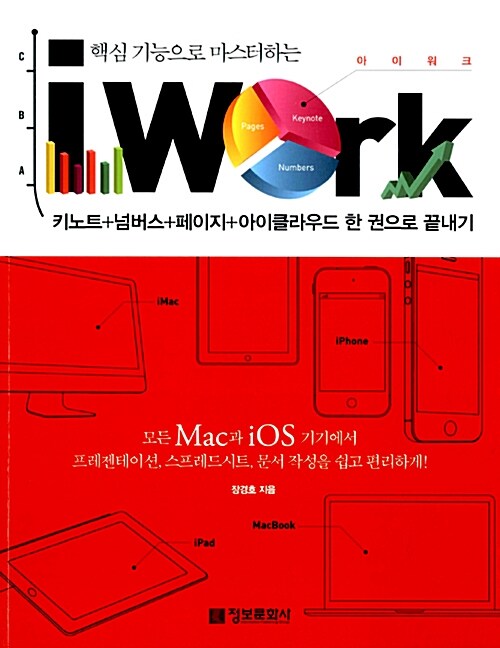 핵심 기능으로 마스터하는
아 이 워 크
C
B
A
iWork
Pages
Keynote
Numbers
키노트+넘버스+페이지+아이클라우드 한 권으로 끝내기
iMac
iPhone
모든 Mac과 iOS 기기에서
프레젠테이션, 스프레드시트, 문서 작성을 쉽고 편리하게!
장경호 지음
MacBook
iPad
정보문화사